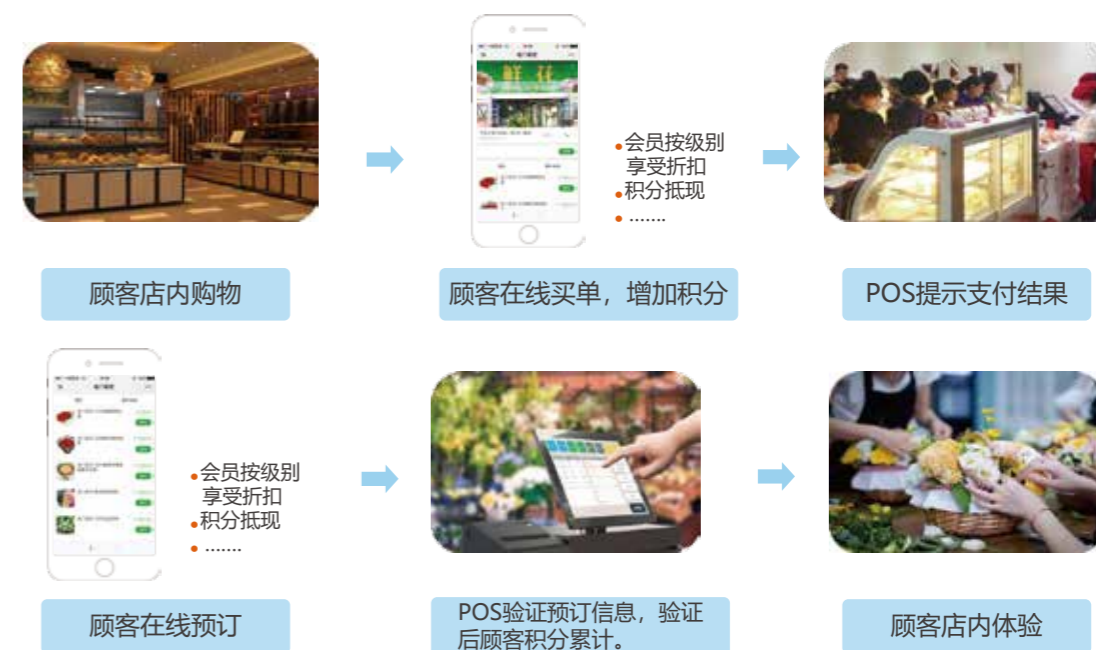 鲜花
会员按级别
享受折扣
积分抵现
.......
顾客店内购物
顾客在线买单，增加积分
POS提示支付结果
会员按级别
享受折扣
积分抵现
.......
顾客在线预订
POS验证预订信息，验证
后顾客积分累计。
顾客店内体验